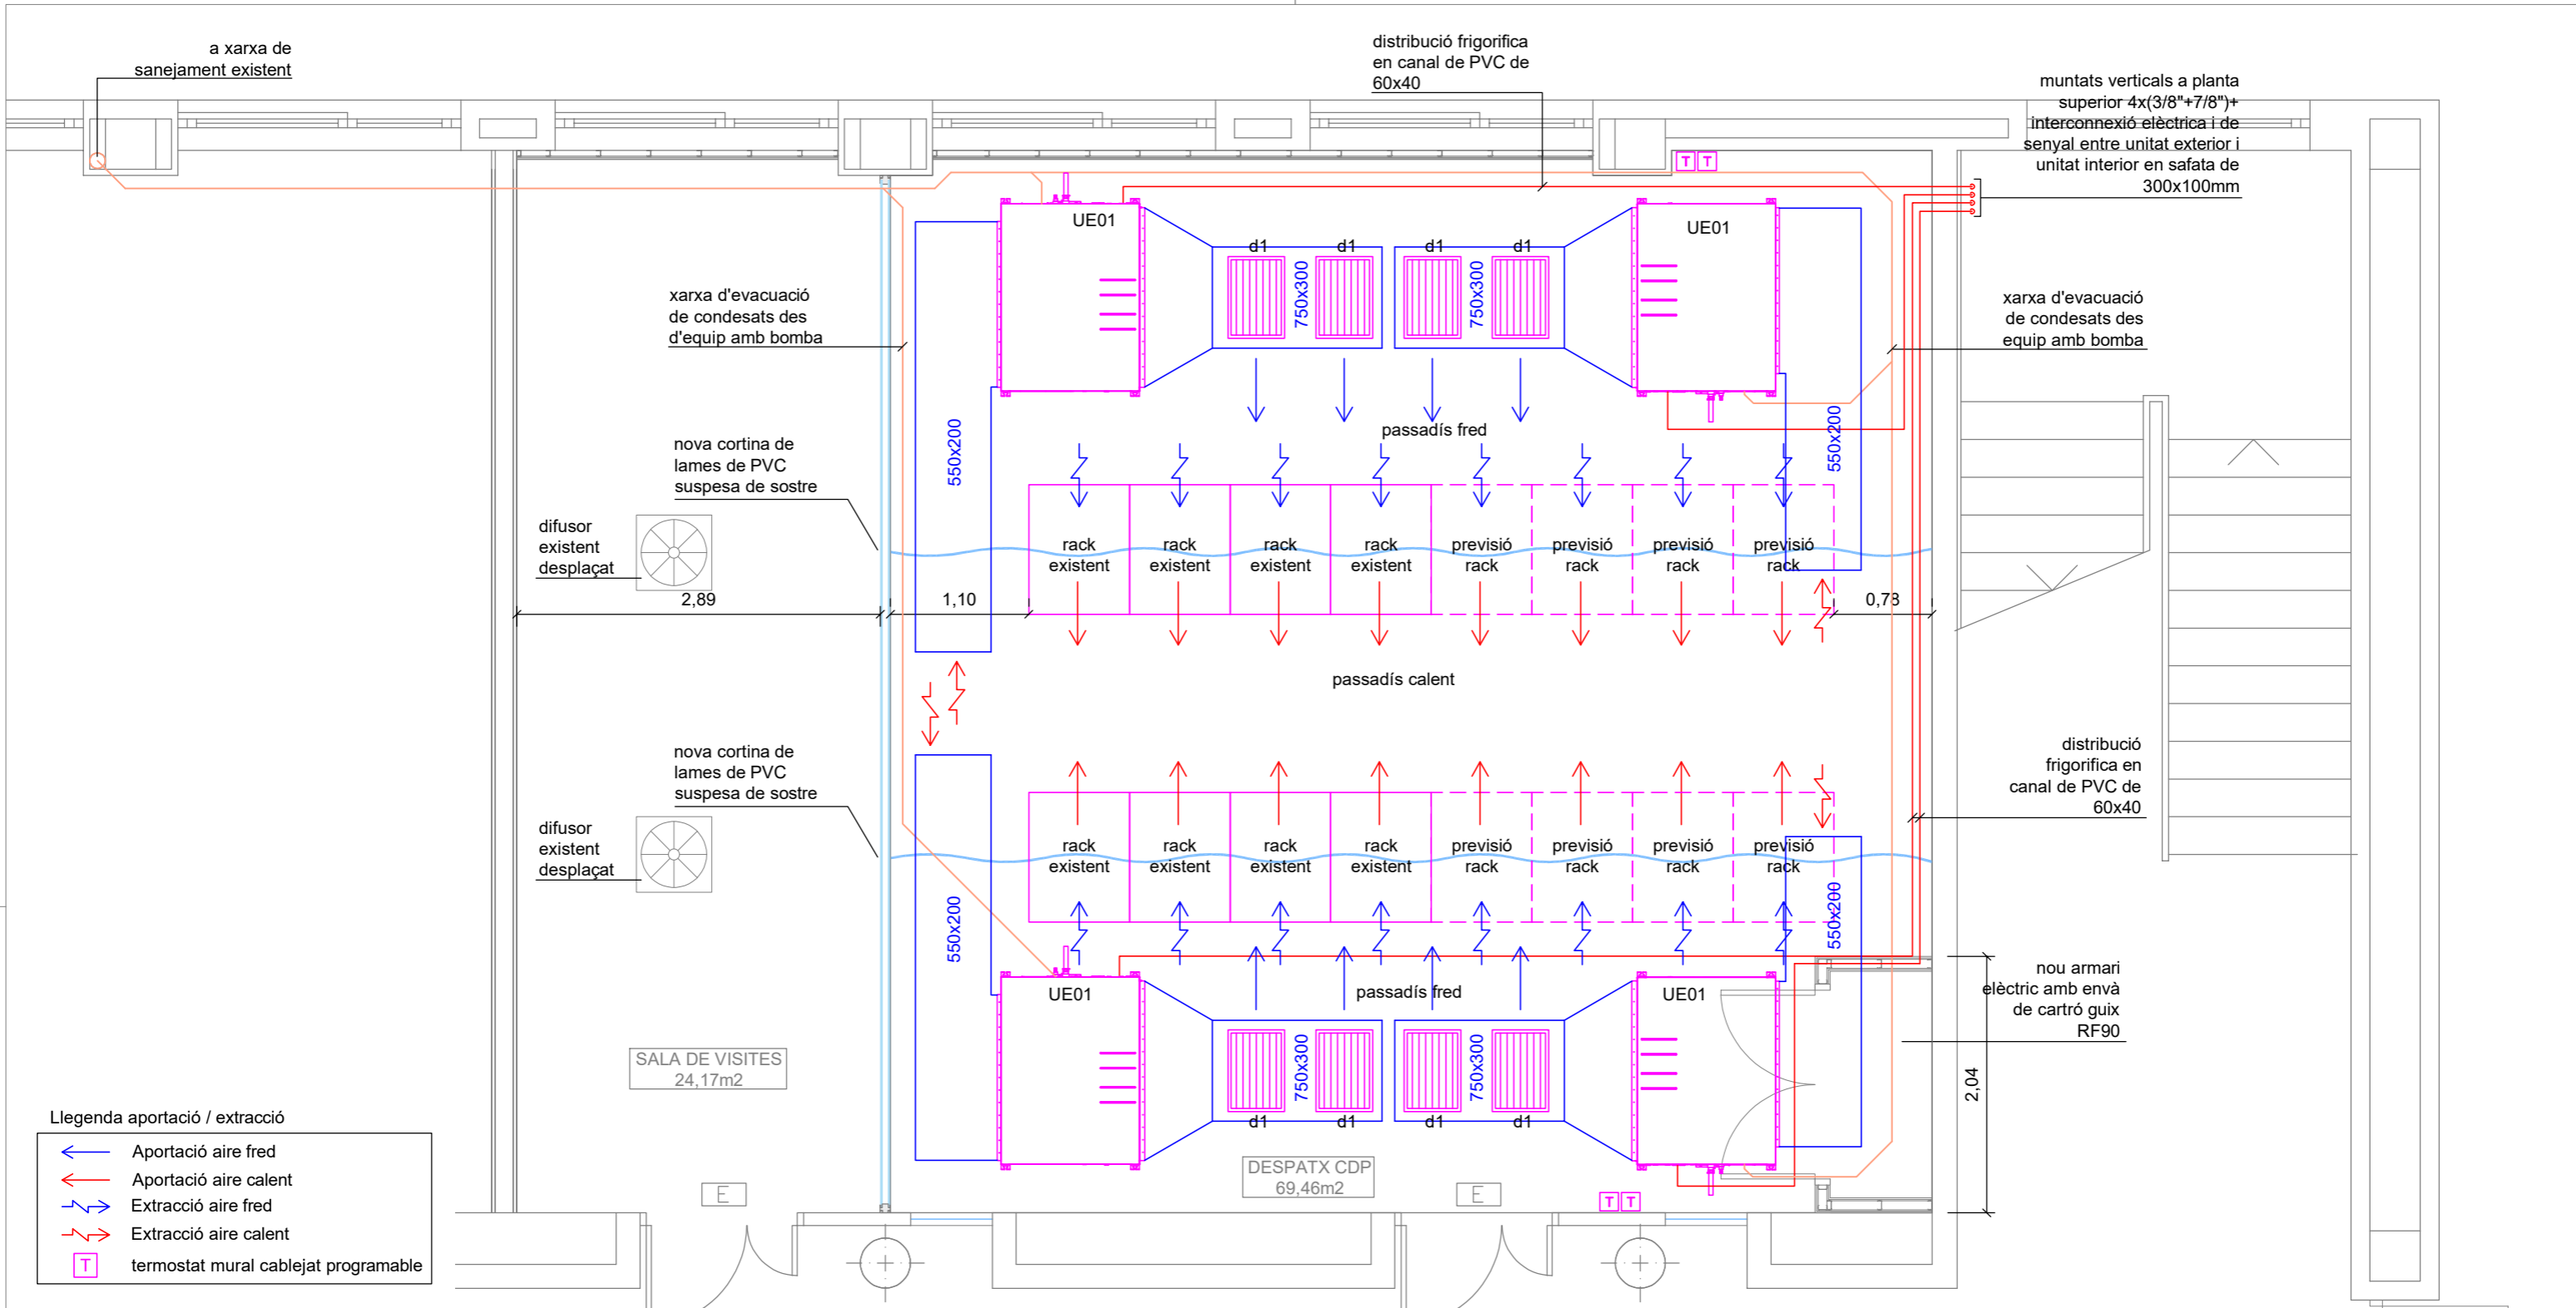 a xarxa de
sanejament existent
distribució frigorifica
en canal de PVC de
60x40
muntats verticals a planta
superior 4x(3/8"+7/8")+
interconnexió elèctrica i de
senyal entre unitat exterior i
unitat interior en safata de
300x100mm
T T
UE01
UE01
d1 d1 d1 d1
750x300
750x300
xarxa d'evacuació
de condesats des
d'equip amb bomba
xarxa d'evacuació
de condesats des
equip amb bomba
passadís fred
550x200
550x200
nova cortina de
lames de PVC
suspesa de sostre
difusor
existent
desplaçat
rack
existent
rack
existent
rack
existent
rack
existent
previsió
rack
previsió
rack
previsió
rack
previsió
rack
2,89
1,10
0,78
passadís calent
nova cortina de
lames de PVC
suspesa de sostre
distribució
frigorifica en
canal de PVC de
60x40
difusor
existent
desplaçat
rack
existent
rack
existent
rack
existent
rack
existent
previsió
rack
previsió
rack
previsió
rack
previsió
rack
550x200
550x200
UE01
passadís fred
UE01
nou armari
elèctric amb envà
de cartró guix
RF90
750x300
750x300
d1 d1 d1 d1
2,04
SALA DE VISITES
24,17m2
DESPATX CDP
69,46m2
E
E
T T
Llegenda aportació / extracció
Aportació aire fred
Aportació aire calent
Extracció aire fred
Extracció aire calent
T termostat mural cablejat programable